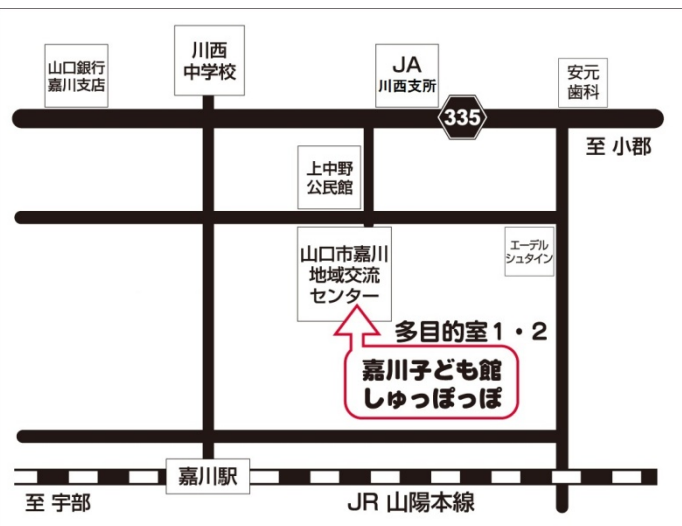 山口銀行
嘉川支店
川西
中学校
JA
川西支所
安元
歯科
335
至 小郡
上中野
公民館
山口市嘉川
地域交流
センター
エーデル
シュタイン
多目的室1・2
嘉川子ども館
しゅっぽっぽ
嘉川駅
至 宇部
JR 山陽本線